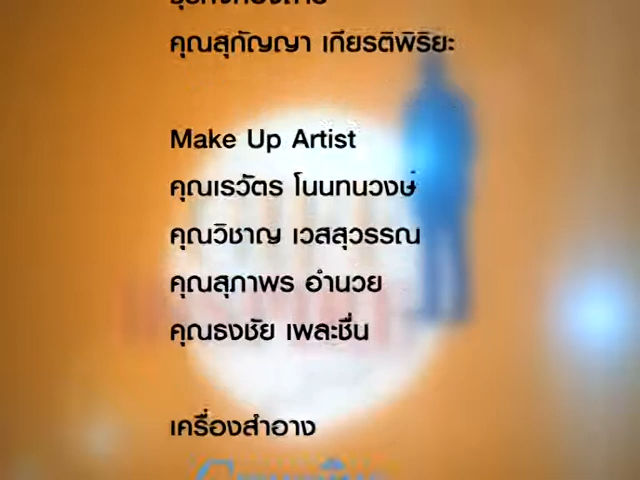 คุณสุกัญญา เกียรติพิริยะ
Make Up Artist
คุณเรวัตร โนนทนวงษ์
คุณวิชาญ เวสสุวรรณ
คุณสุภาพร อำนวย
คุณธงชัย เพละชื่น
เครื่องสำอาง